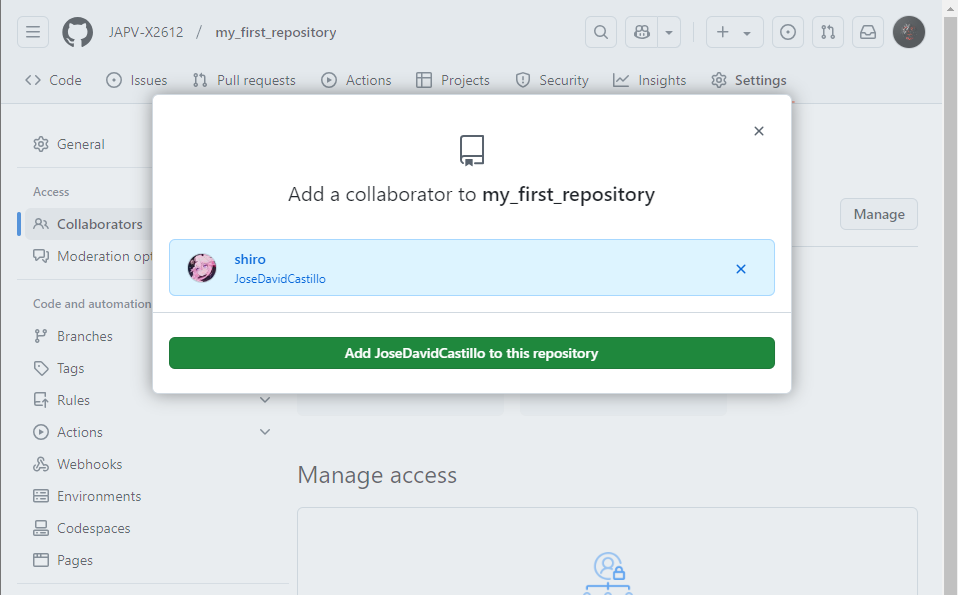 JAPV-X2612 / my_first_repository
Code Issues Pull requests Actions Projects Security Insights Settings
General
Access
Collaborators
Moderation opt
Code and automation
Branches
Tags
Rules
Actions
Webhooks
Environments
Codespaces
Pages
Add a collaborator to my_first_repository
shiro
JoseDavidCastillo
Add JoseDavidCastillo to this repository
Manage
Manage access